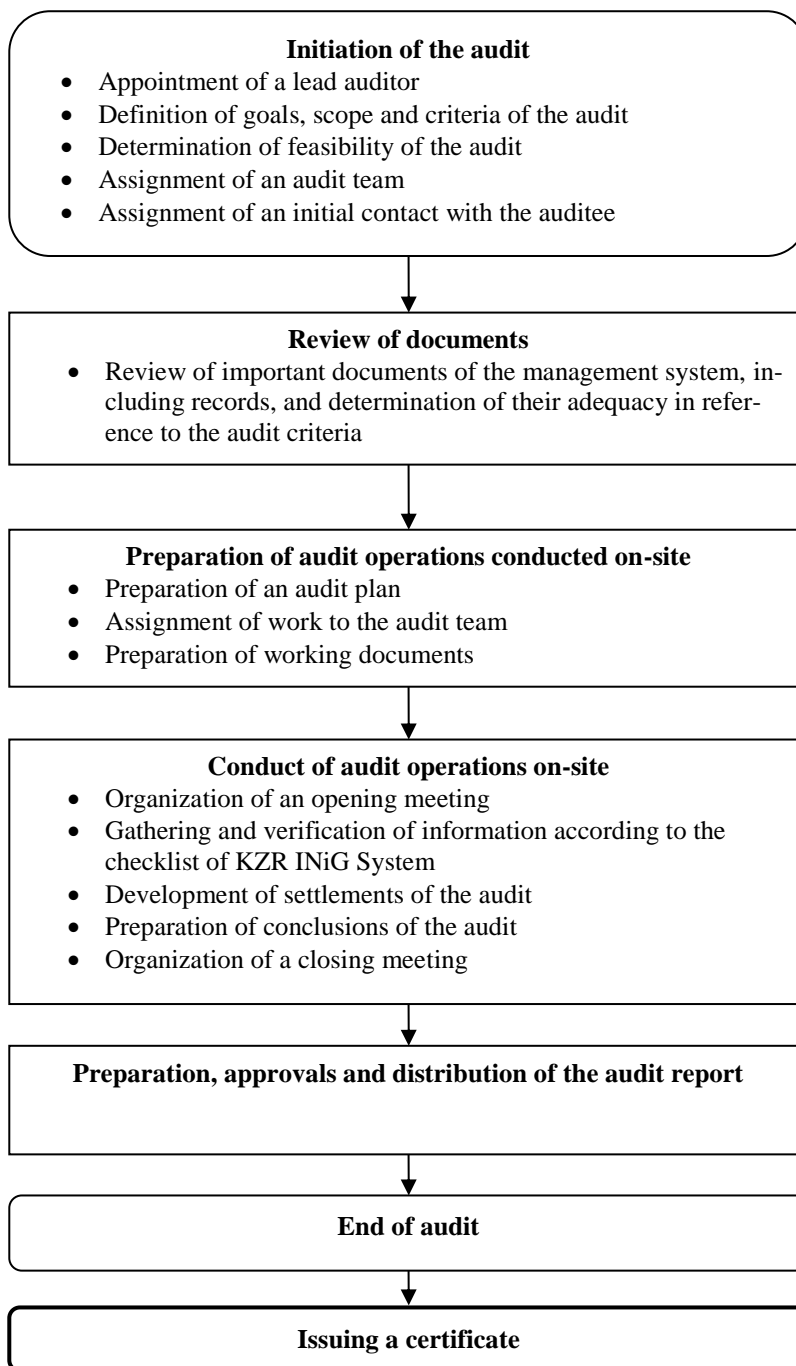 Initiation of the audit
• Appointment of a lead auditor
• Definition of goals, scope and criteria of the audit
• Determination of feasibility of the audit
• Assignment of an audit team
• Assignment of an initial contact with the auditee
Review of documents
• Review of important documents of the management system, in-
cluding records, and determination of their adequacy in refer-
ence to the audit criteria
Preparation of audit operations conducted on-site
• Preparation of an audit plan
• Assignment of work to the audit team
• Preparation of working documents
Conduct of audit operations on-site
• Organization of an opening meeting
• Gathering and verification of information according to the
checklist of KZR INiG System
• Development of settlements of the audit
• Preparation of conclusions of the audit
• Organization of a closing meeting
Preparation, approvals and distribution of the audit report
End of audit
Issuing a certificate